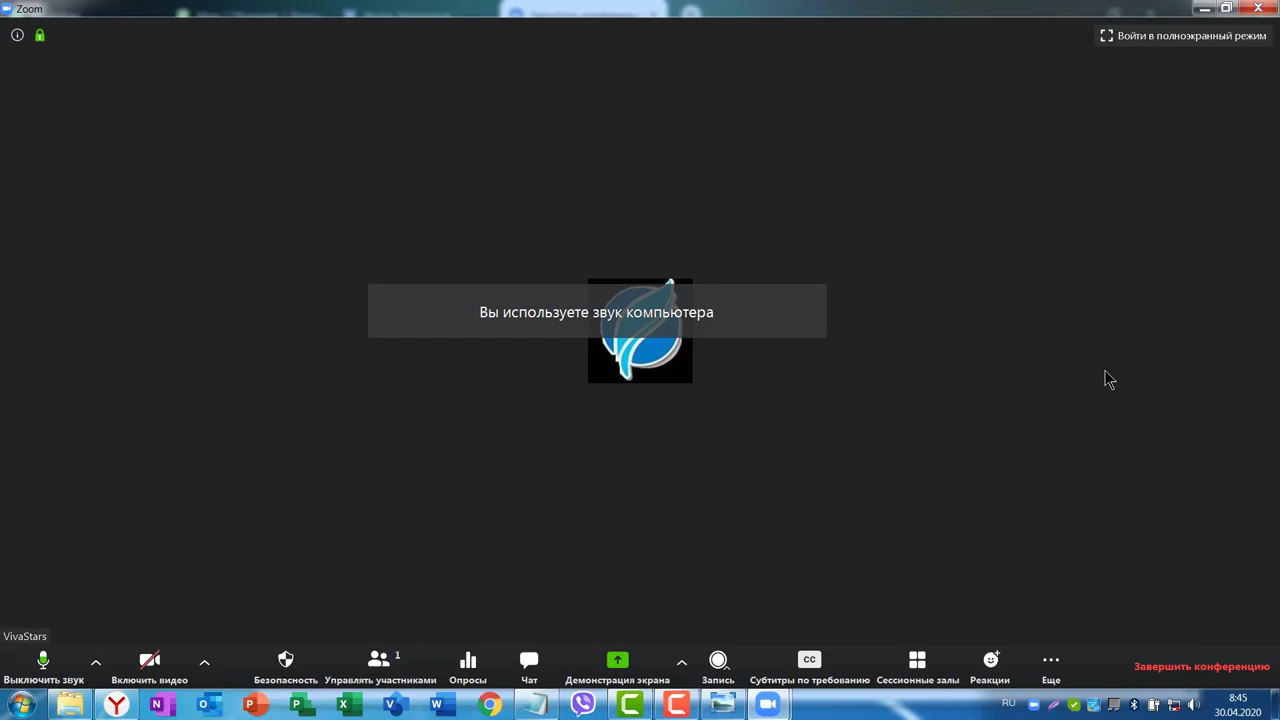 Zoom
Войти в полноэкранный режим
Вы используете звук компьютера
VivaStars
Выключить звук
Включить видео
Безопасность
Управлять участниками
1
Опросы
Чат
Демонстрация экрана
Запись
CC
Субтитры по требованию
Сессионные залы
Реакции
Еще
Завершить конференцию
RU
8:45
30.04.2020